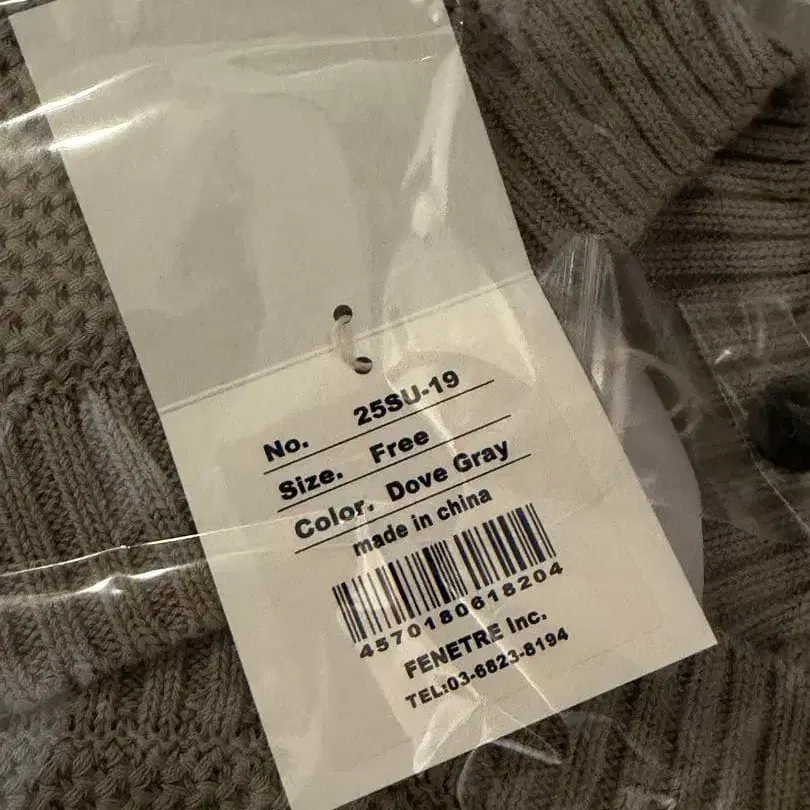 No. 25SU-19
Size. Free
Color. Dove Gray
made in china
4570180618204
FENETRE Inc.
TEL:03-6823-8194